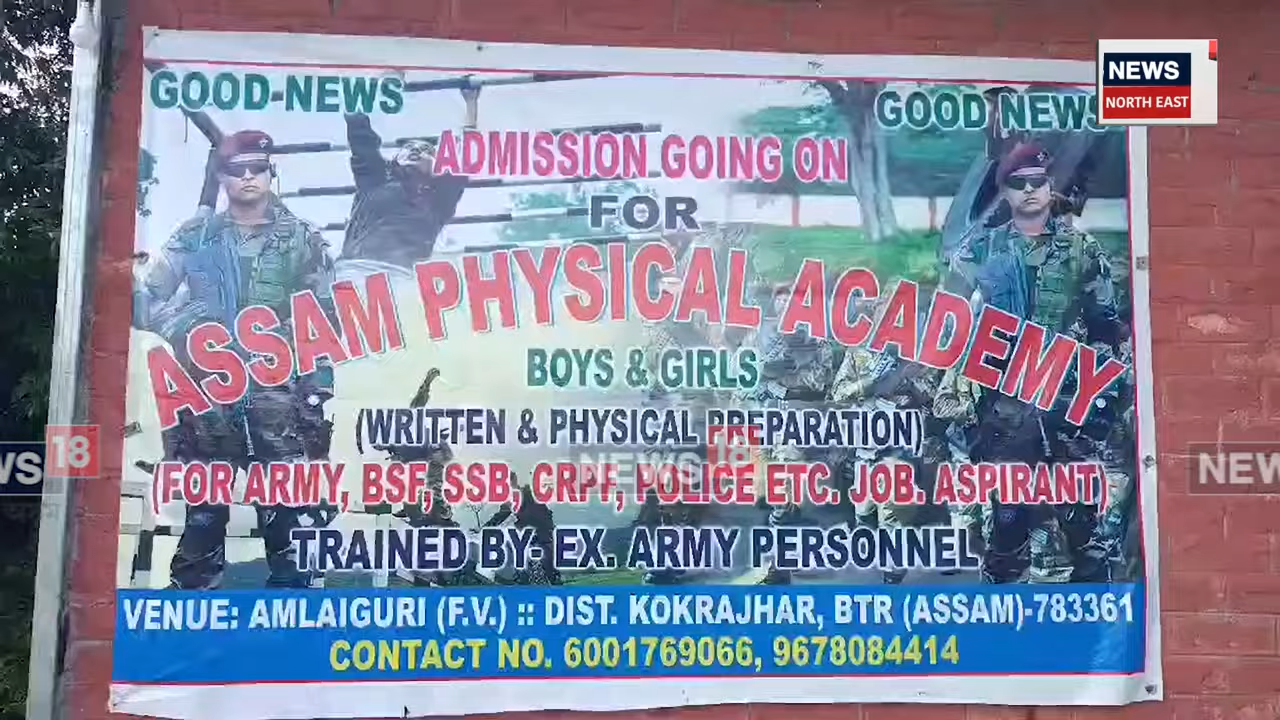 GOOD NEWS
GOOD NEWS
NEWS
NORTH EAST
ADMISSION GOING ON
FOR
ASSAM PHYSICAL ACADEMY
BOYS & GIRLS
(WRITTEN & PHYSICAL PREPARATION)
NEWS18
(FOR ARMY, BSF, SSB, CRPF, POLICE ETC. JOB. ASPIRANT)
TRAINED BY- EX. ARMY PERSONNEL
VENUE: AMLAIGURI (F.V.) :: DIST. KOKRAJHAR, BTR (ASSAM)-783361
CONTACT NO. 6001769066, 9678084414